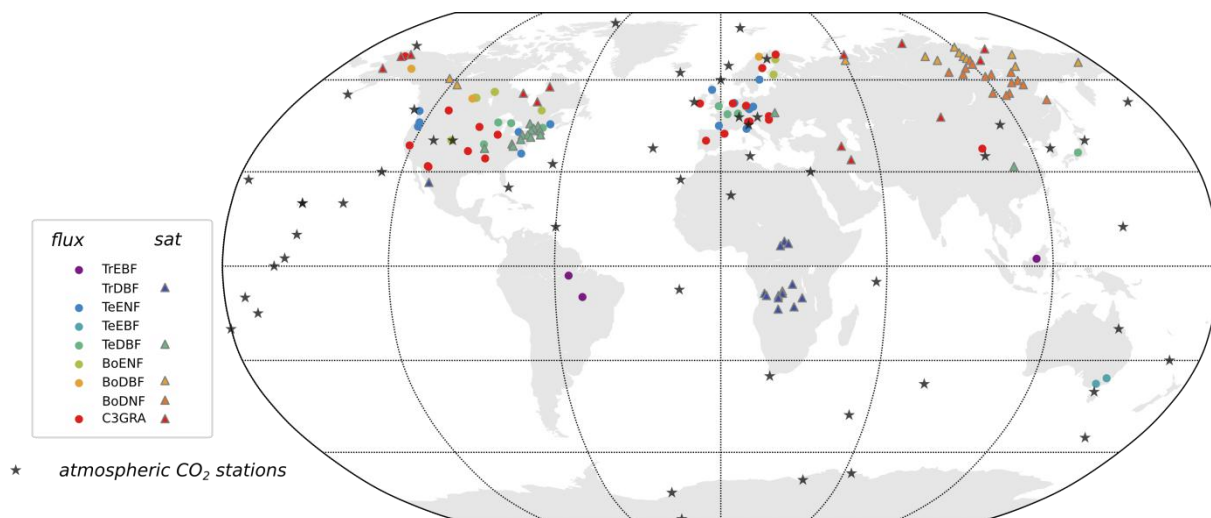 flux sat
TrEBF
TrDBF
TeENF
TeEBF
TeDBF
BoENF
BoDBF
BoDNF
C3GRA
atmospheric CO₂ stations